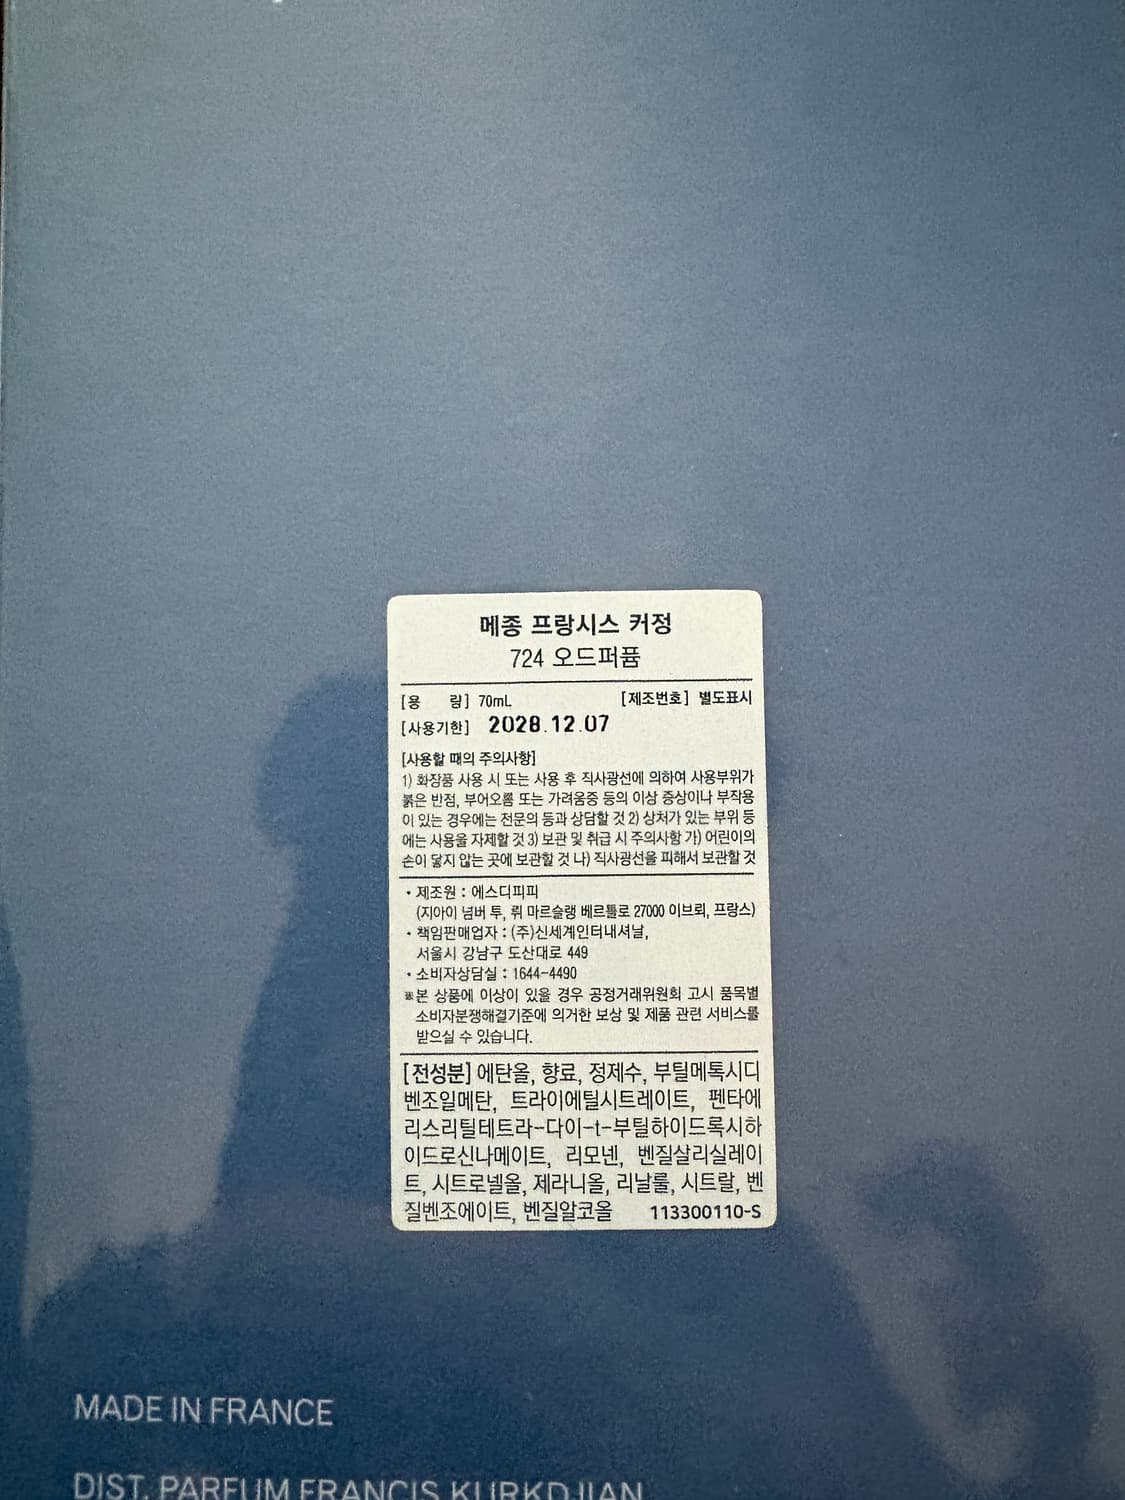 메종 프랑시스 커정
724 오드퍼퓸
[용 량] 70mL [제조번호] 별도표시
[사용기한] 2028.12.07
[사용할 때의 주의사항]
1) 화장품 사용 시 또는 사용 후 직사광선에 의하여 사용부위가
붉은 반점, 부어오름 또는 가려움증 등의 이상 증상이나 부작용
이 있는 경우에는 전문의 등과 상담할 것 2) 상처가 있는 부위 등
에는 사용을 자제할 것 3) 보관 및 취급 시 주의사항 가) 어린이의
손이 닿지 않는 곳에 보관할 것 나) 직사광선을 피해서 보관할 것
• 제조원 : 에스디피피
(지아이 넘버 투, 뤼 마르슬랭 베르틀로 27000 이브뢰, 프랑스)
• 책임판매업자 : (주)신세계인터내셔날,
서울시 강남구 도산대로 449
• 소비자상담실 : 1644-4490
※본 상품에 이상이 있을 경우 공정거래위원회 고시 품목별
소비자분쟁해결기준에 의거한 보상 및 제품 관련 서비스를
받으실 수 있습니다.
[전성분] 에탄올, 향료, 정제수, 부틸메톡시디
벤조일메탄, 트라이에틸시트레이트, 펜타에
리스리틸테트라-다이-t-부틸하이드록시하
이드로신나메이트, 리모넨, 벤질살리실레이
트, 시트로넬올, 제라니올, 리날룰, 시트랄, 벤
질벤조에이트, 벤질알코올 113300110-S
MADE IN FRANCE
DIST. PARFUM FRANCIS KURKDJIAN